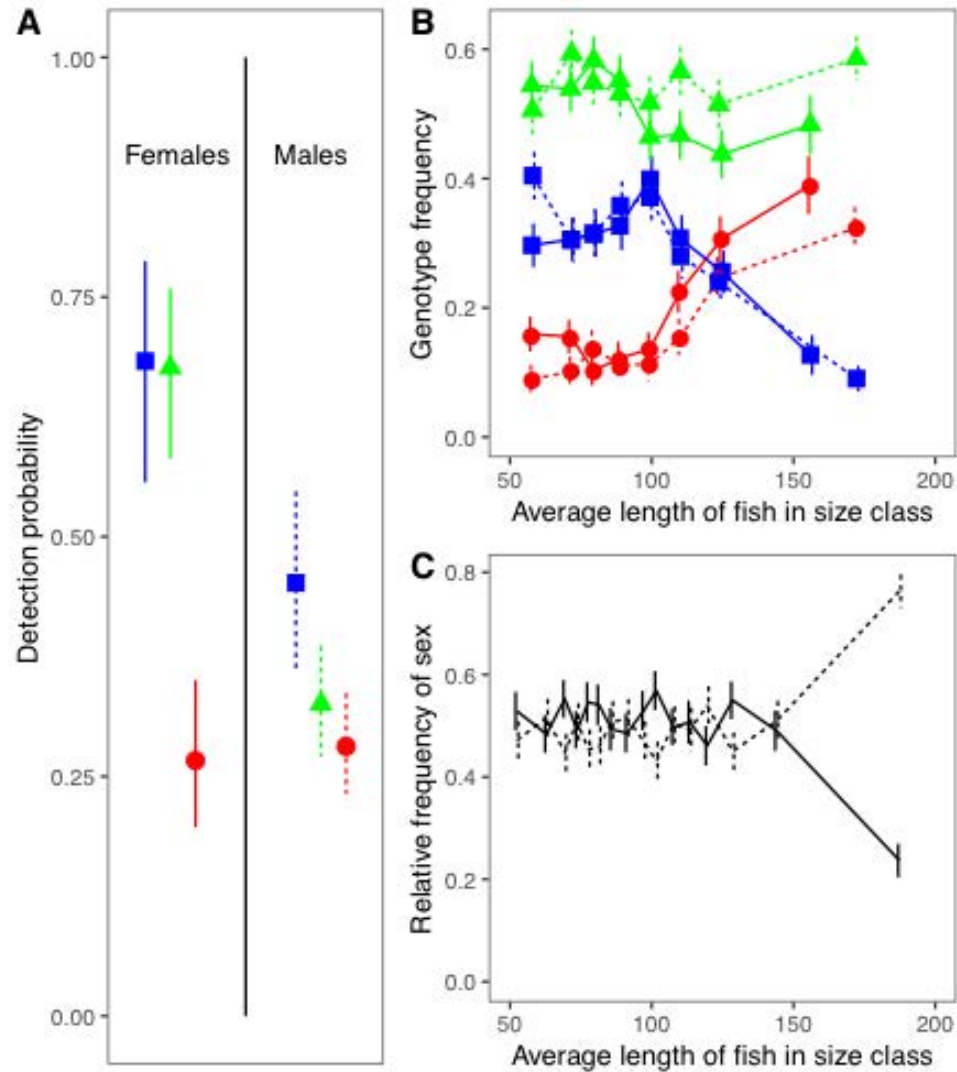 A
Detection probability
1.00
0.75
0.50
0.25
0.00
Females
Males
B
Genotype frequency
0.6
0.4
0.2
0.0
50 100 150 200
Average length of fish in size class
C
Relative frequency of sex
0.8
0.6
0.4
0.2
0.0
50 100 150 200
Average length of fish in size class